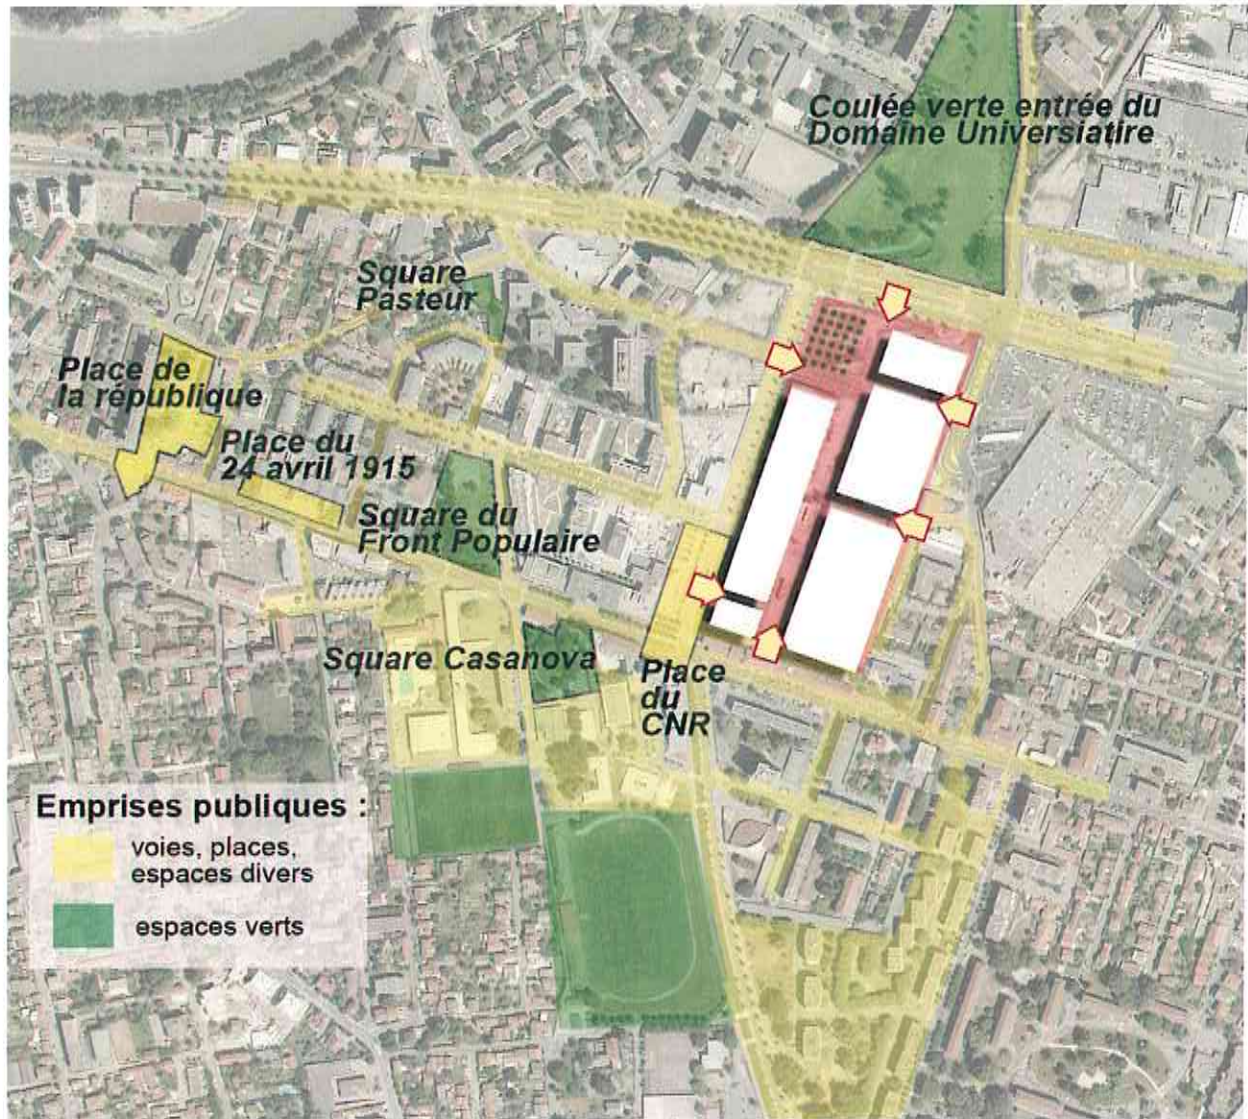 Coulée verte entrée du
Domaine Universiatire
Square
Pasteur
Place de
la république
Place du
24 avril 1915
Square du
Front Populaire
Square Casanova
Place
du
CNR
Emprises publiques :
voies, places,
espaces divers
espaces verts